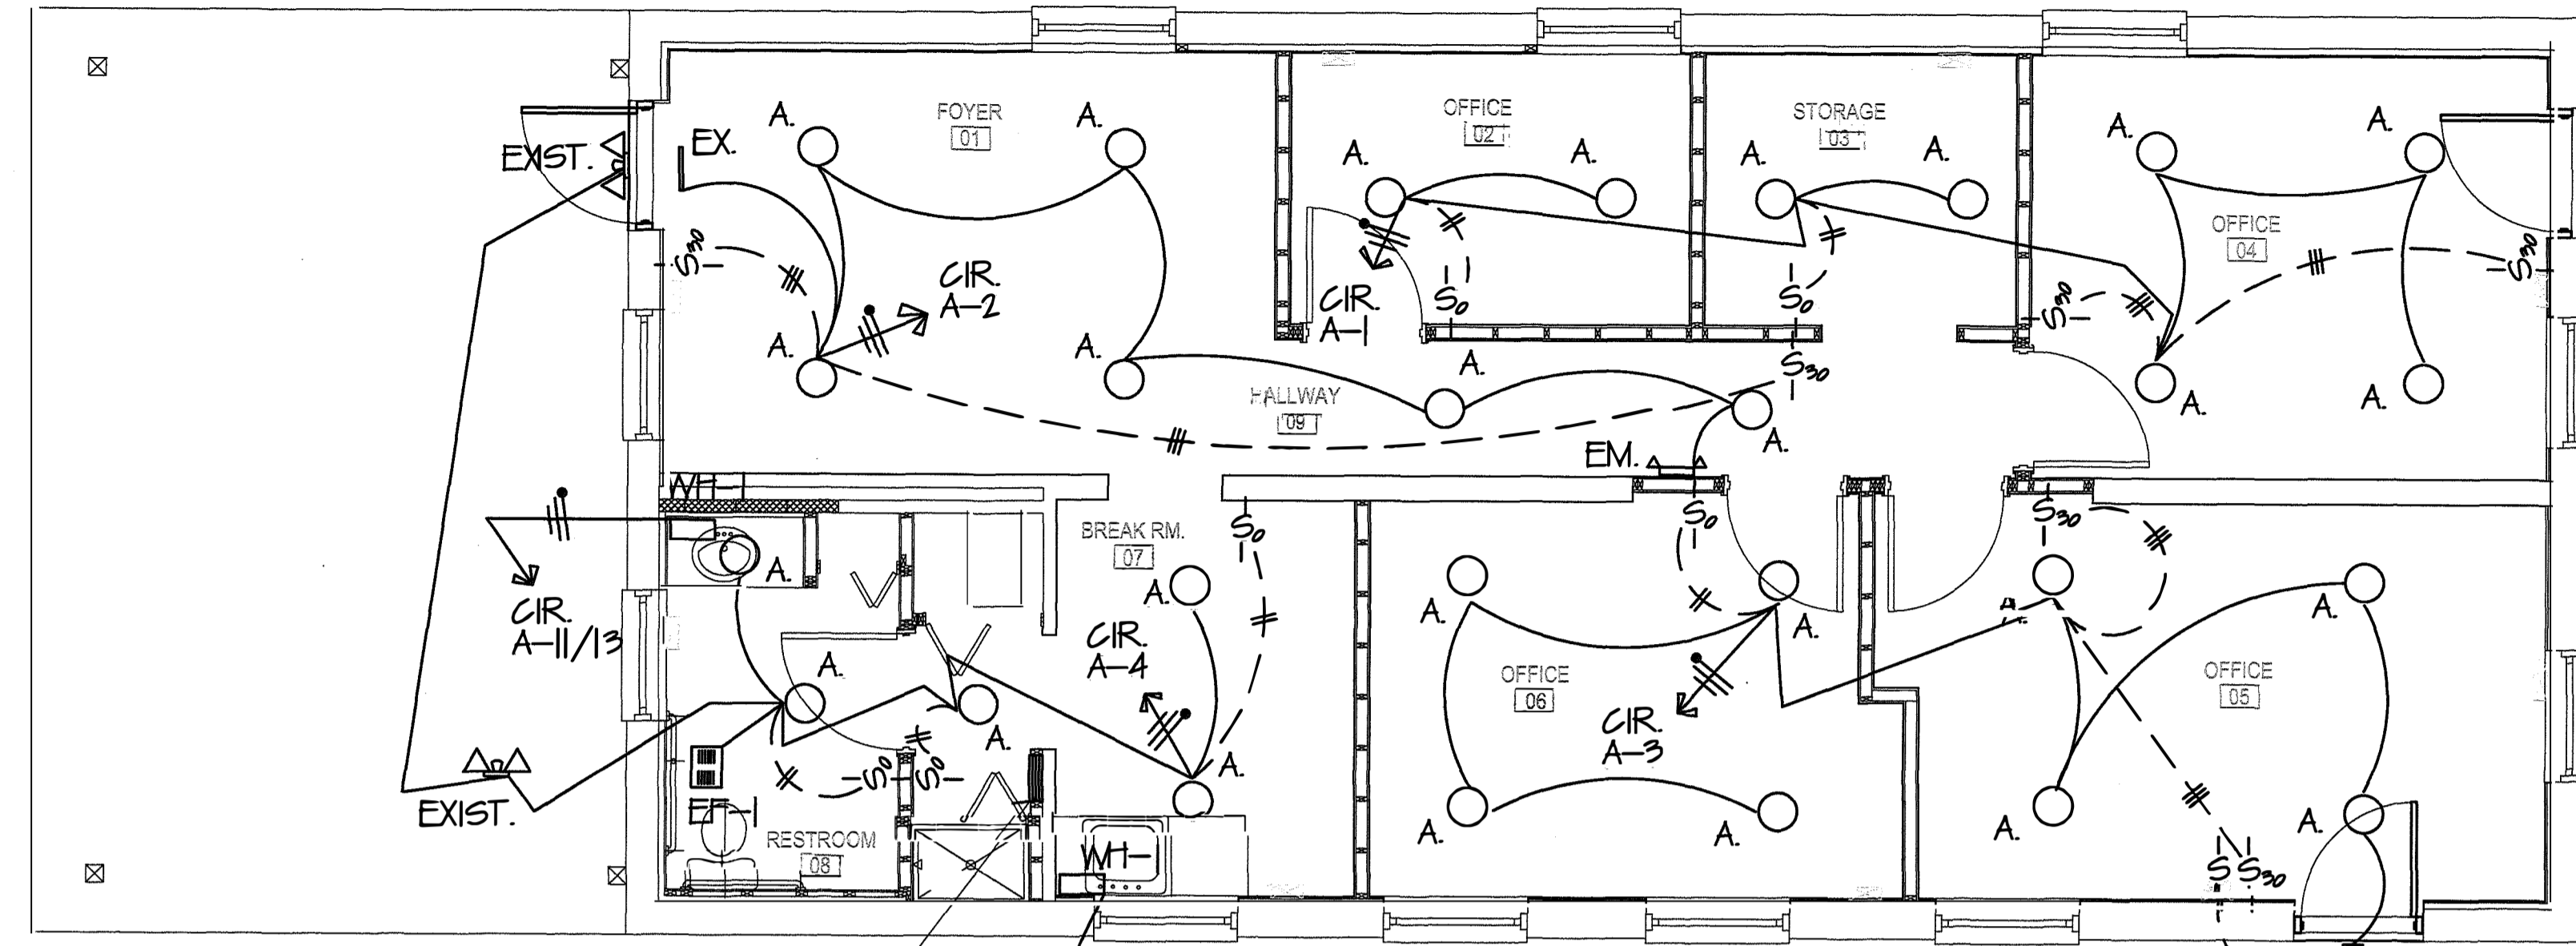 FOYER
01
OFFICE
02
STORAGE
03
OFFICE
04
A.
A.
A.
A.
A.
A.
A.
A.
EXIST.
EX.
S30
CIR.
A-2
CIR.
A-1
S0
S0
S30
S30
S30
A.
A.
A.
A.
A.
A.
HALLWAY
09
EM.
WH-1
BREAK RM.
07
S0
S0
S30
A.
A.
A.
A.
A.
A.
CIR.
A-11/13
CIR.
A-4
OFFICE
06
OFFICE
05
A.
A.
CIR.
A-3
A.
S0
S0
EXIST.
EF-1
RESTROOM
08
WH-
A.
A.
A.
A.
S
S30